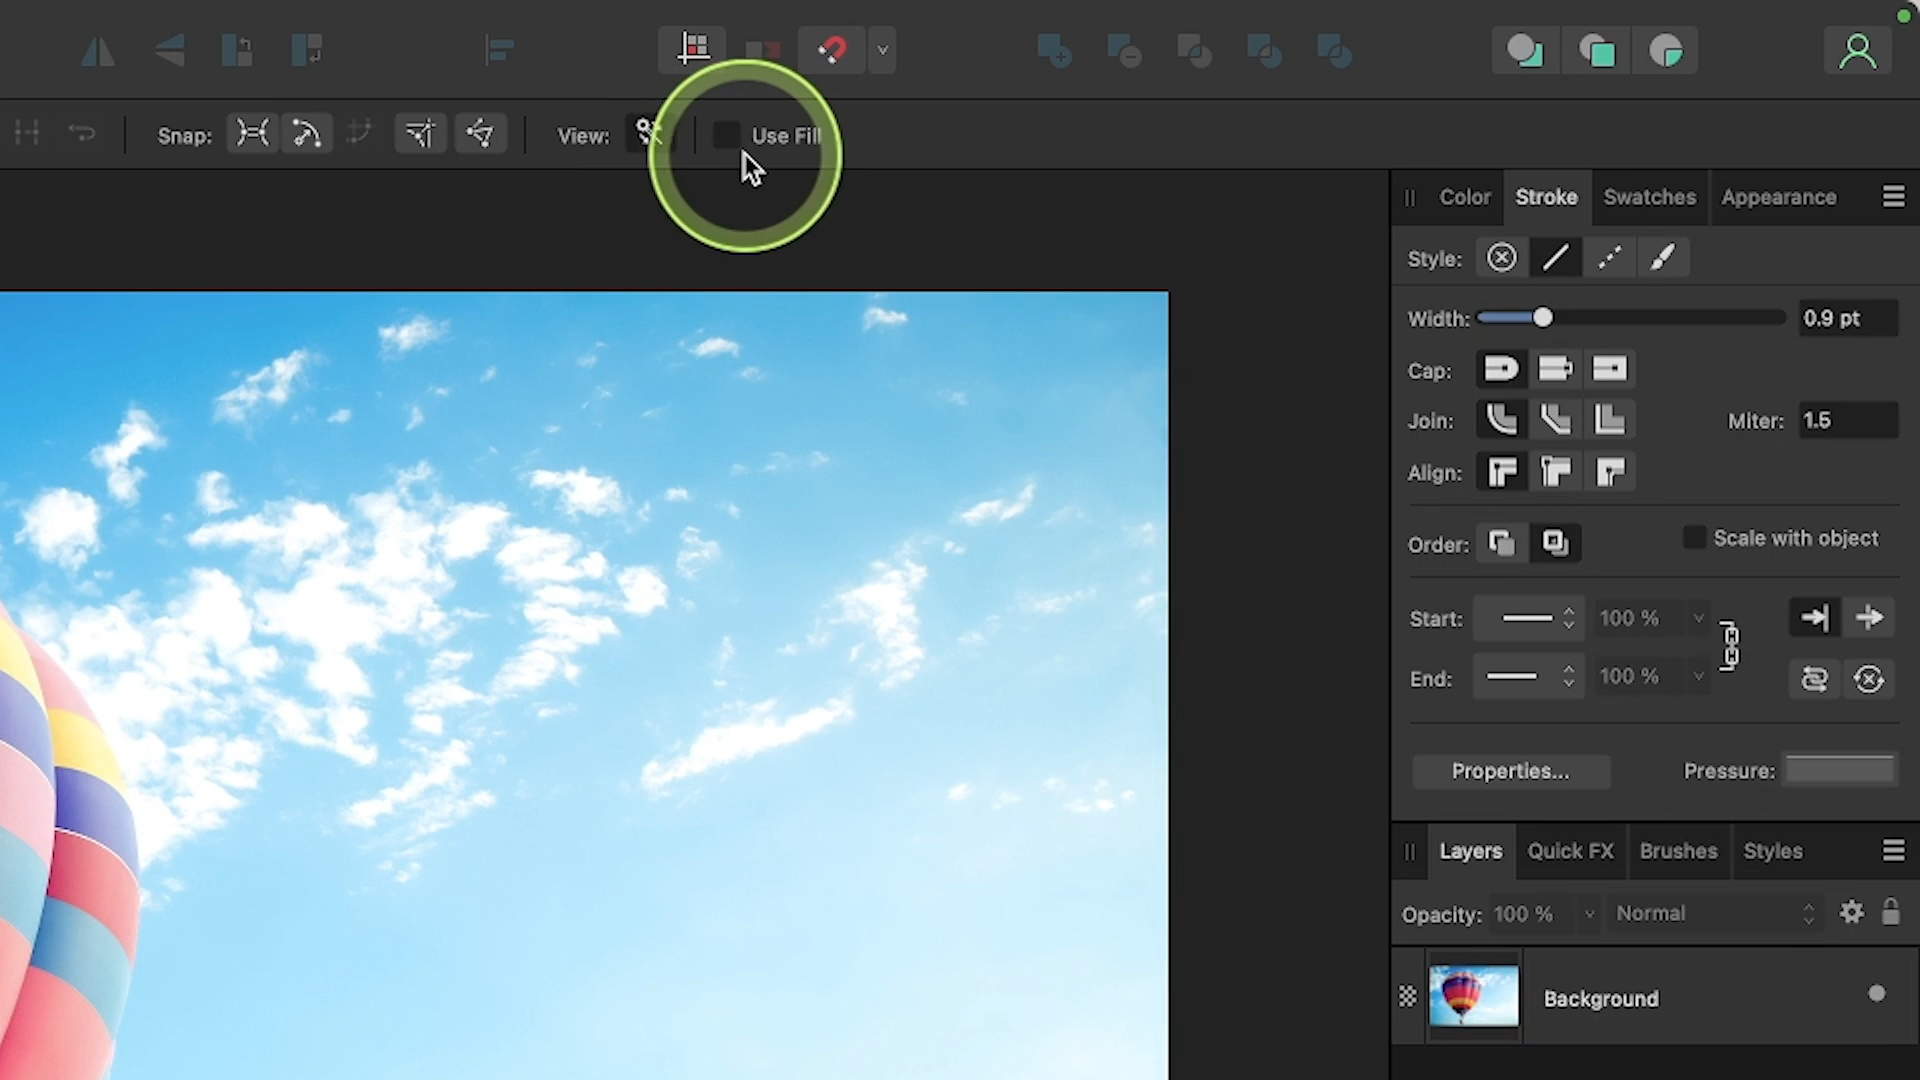 Snap:
View:
Use Fill
Color
Stroke
Swatches
Appearance
Style:
Width:
0.9 pt
Cap:
Join:
Miter:
1.5
Align:
Order:
Scale with object
Start:
100 %
End:
100 %
Properties...
Pressure:
Layers
Quick FX
Brushes
Styles
Opacity:
100 %
Normal
Background